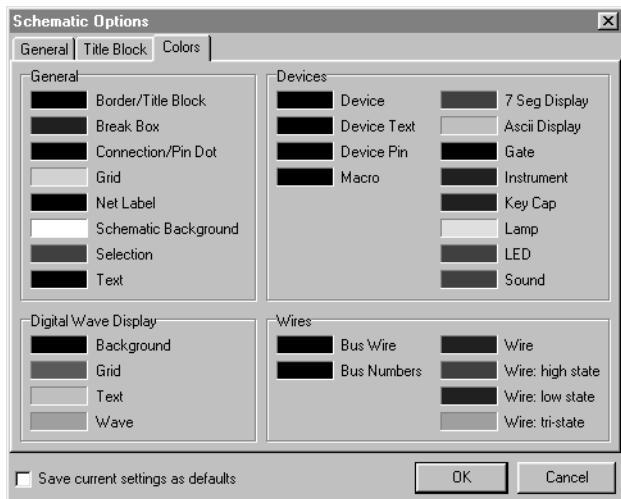 Schematic Options
General Title Block Colors
General
Border/Title Block
Break Box
Connection/Pin Dot
Grid
Net Label
Schematic Background
Selection
Text
Devices
Device
Device Text
Device Pin
Macro
7 Seg Display
Ascii Display
Gate
Instrument
Key Cap
Lamp
LED
Sound
Digital Wave Display
Background
Grid
Text
Wave
Wires
Bus Wire
Bus Numbers
Wire
Wire: high state
Wire: low state
Wire: tri-state
Save current settings as defaults
OK
Cancel